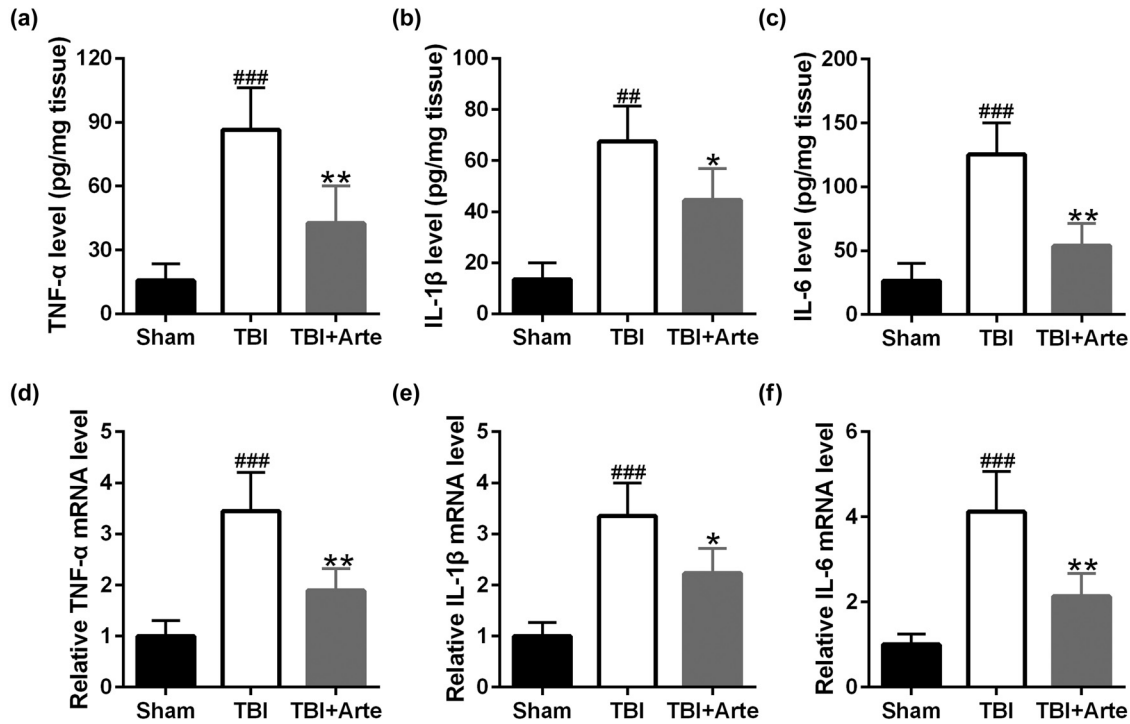 (a)
TNF-α level (pg/mg tissue)
120
90
60
30
0
###
**
Sham TBI TBI+Arte
(b)
IL-1β level (pg/mg tissue)
100
80
60
40
20
0
##
*
Sham TBI TBI+Arte
(c)
IL-6 level (pg/mg tissue)
200
150
100
50
0
###
**
Sham TBI TBI+Arte
(d)
Relative TNF-α mRNA level
5
4
3
2
1
0
###
**
Sham TBI TBI+Arte
(e)
Relative IL-1β mRNA level
5
4
3
2
1
0
###
*
Sham TBI TBI+Arte
(f)
Relative IL-6 mRNA level
6
4
2
0
###
**
Sham TBI TBI+Arte